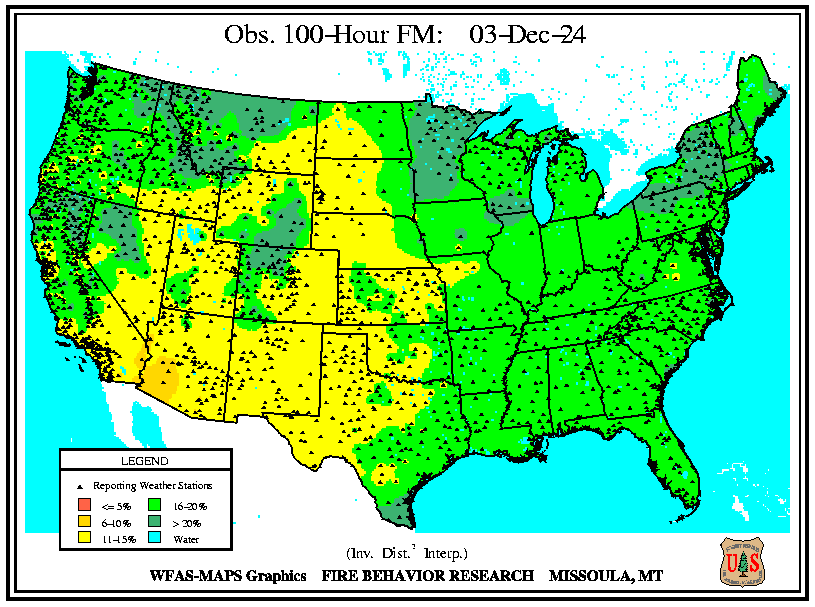 Obs. 100-Hour FM: 03-Dec-24
LEGEND
Reporting Weather Stations
<= 5% 16-20%
6-10% > 20%
11-15% Water
(Inv. Dist.² Interp.)
WFAS-MAPS Graphics FIRE BEHAVIOR RESEARCH MISSOULA, MT
U S